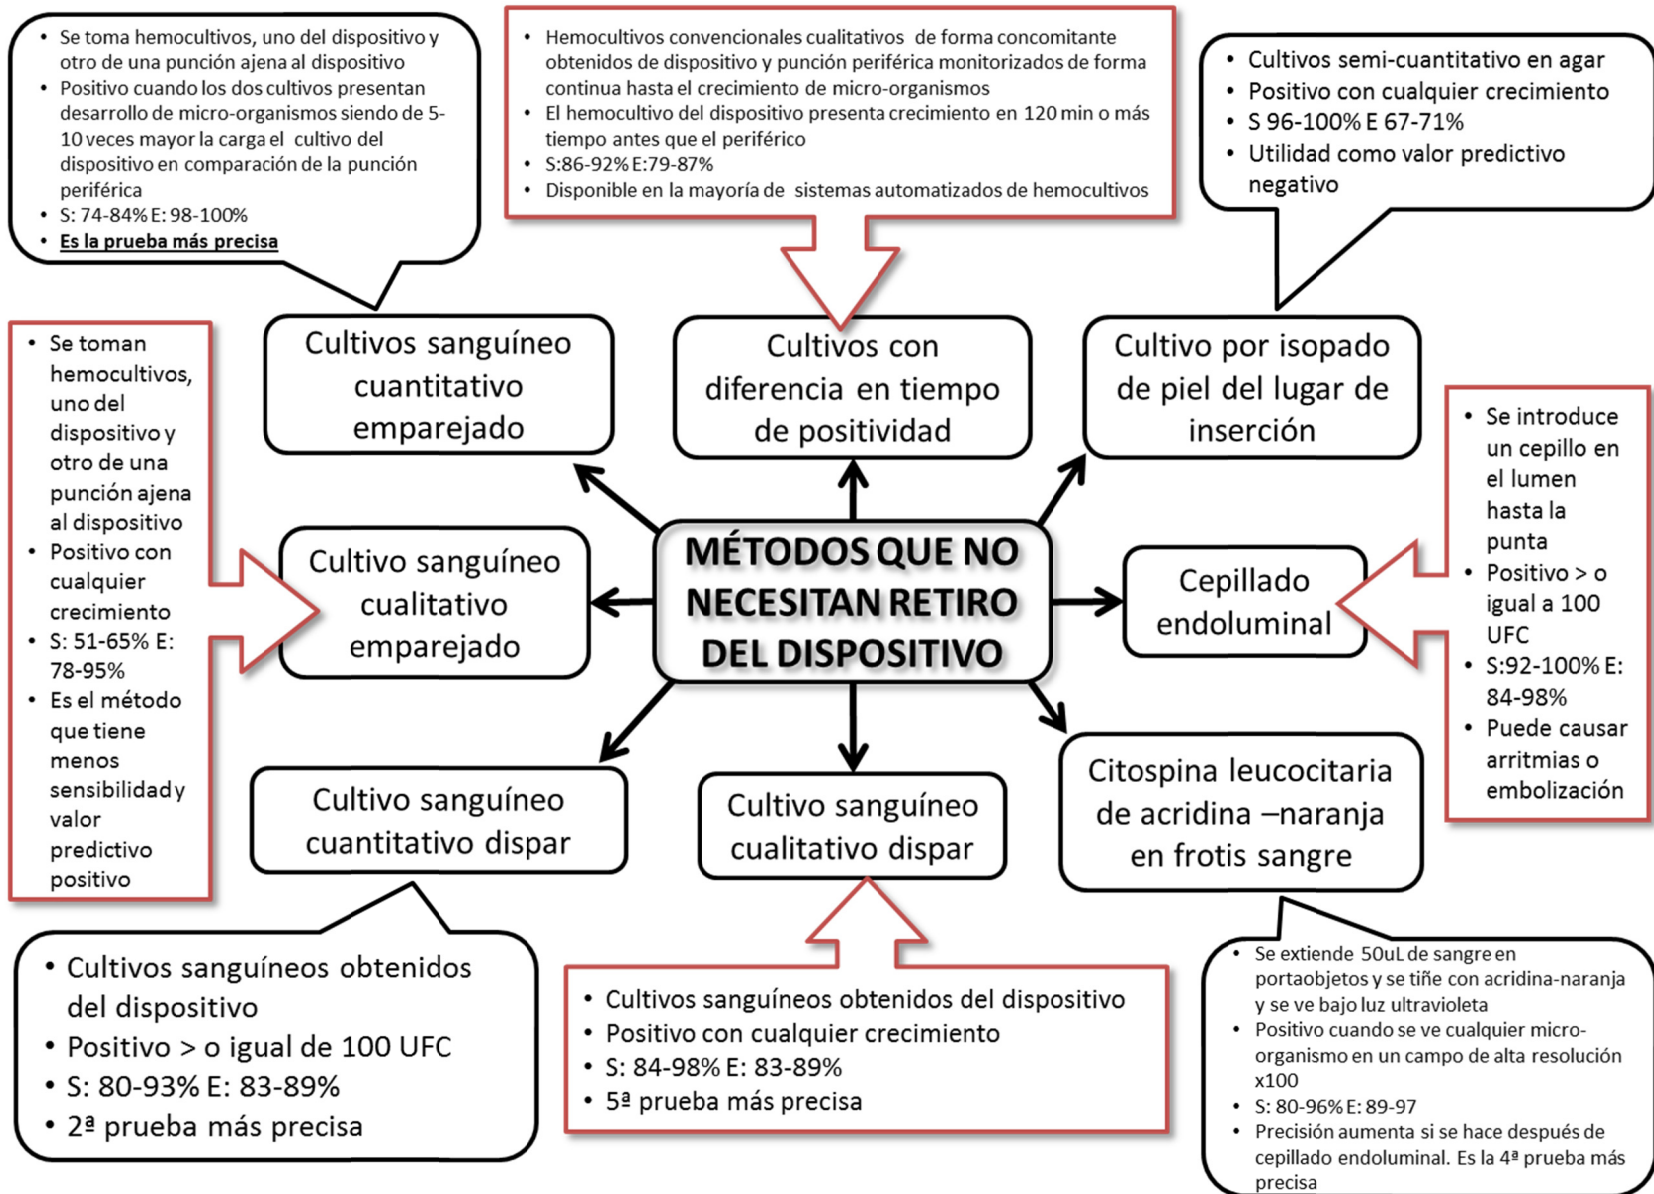 • Se toma hemocultivos, uno del dispositivo y
otro de una punción ajena al dispositivo
• Positivo cuando los dos cultivos presentan
desarrollo de micro-organismos siendo de 5-
10 veces mayor la carga el cultivo del
dispositivo en comparación de la punción
periférica
• S: 74-84% E: 98-100%
• Es la prueba más precisa
• Hemocultivos convencionales cualitativos de forma concomitante
obtenidos de dispositivo y punción periférica monitorizados de forma
continua hasta el crecimiento de micro-organismos
• El hemocultivo del dispositivo presenta crecimiento en 120 min o más
tiempo antes que el periférico
• S:86-92% E:79-87%
• Disponible en la mayoría de sistemas automatizados de hemocultivos
• Cultivos semi-cuantitativo en agar
• Positivo con cualquier crecimiento
• S 96-100% E 67-71%
• Utilidad como valor predictivo
negativo
Cultivos sanguíneo
cuantitativo
emparejado
Cultivos con
diferencia en tiempo
de positividad
Cultivo por isopado
de piel del lugar de
inserción
• Se toman
hemocultivos,
uno del
dispositivo y
otro de una
punción ajena
al dispositivo
• Positivo con
cualquier
crecimiento
• S: 51-65% E:
78-95%
• Es el método
que tiene
menos
sensibilidad y
valor
predictivo
positivo
Cultivo sanguíneo
cualitativo
emparejado
MÉTODOS QUE NO
NECESITAN RETIRO
DEL DISPOSITIVO
Cepillado
endoluminal
• Se introduce
un cepillo en
el lumen
hasta la
punta
• Positivo > o
igual a 100
UFC
• S:92-100% E:
84-98%
• Puede causar
arritmias o
embolización
Cultivo sanguíneo
cuantitativo dispar
Cultivo sanguíneo
cualitativo dispar
Citospina leucocitaria
de acridina –naranja
en frotis sangre
• Cultivos sanguíneos obtenidos
del dispositivo
• Positivo > o igual de 100 UFC
• S: 80-93% E: 83-89%
• 2ª prueba más precisa
• Cultivos sanguíneos obtenidos del dispositivo
• Positivo con cualquier crecimiento
• S: 84-98% E: 83-89%
• 5ª prueba más precisa
• Se extiende 50uL de sangre en
portaobjetos y se tiñe con acridina-naranja
y se ve bajo luz ultravioleta
• Positivo cuando se ve cualquier micro-
organismo en un campo de alta resolución
x100
• S: 80-96% E: 89-97
• Precisión aumenta si se hace después de
cepillado endoluminal. Es la 4ª prueba más
precisa